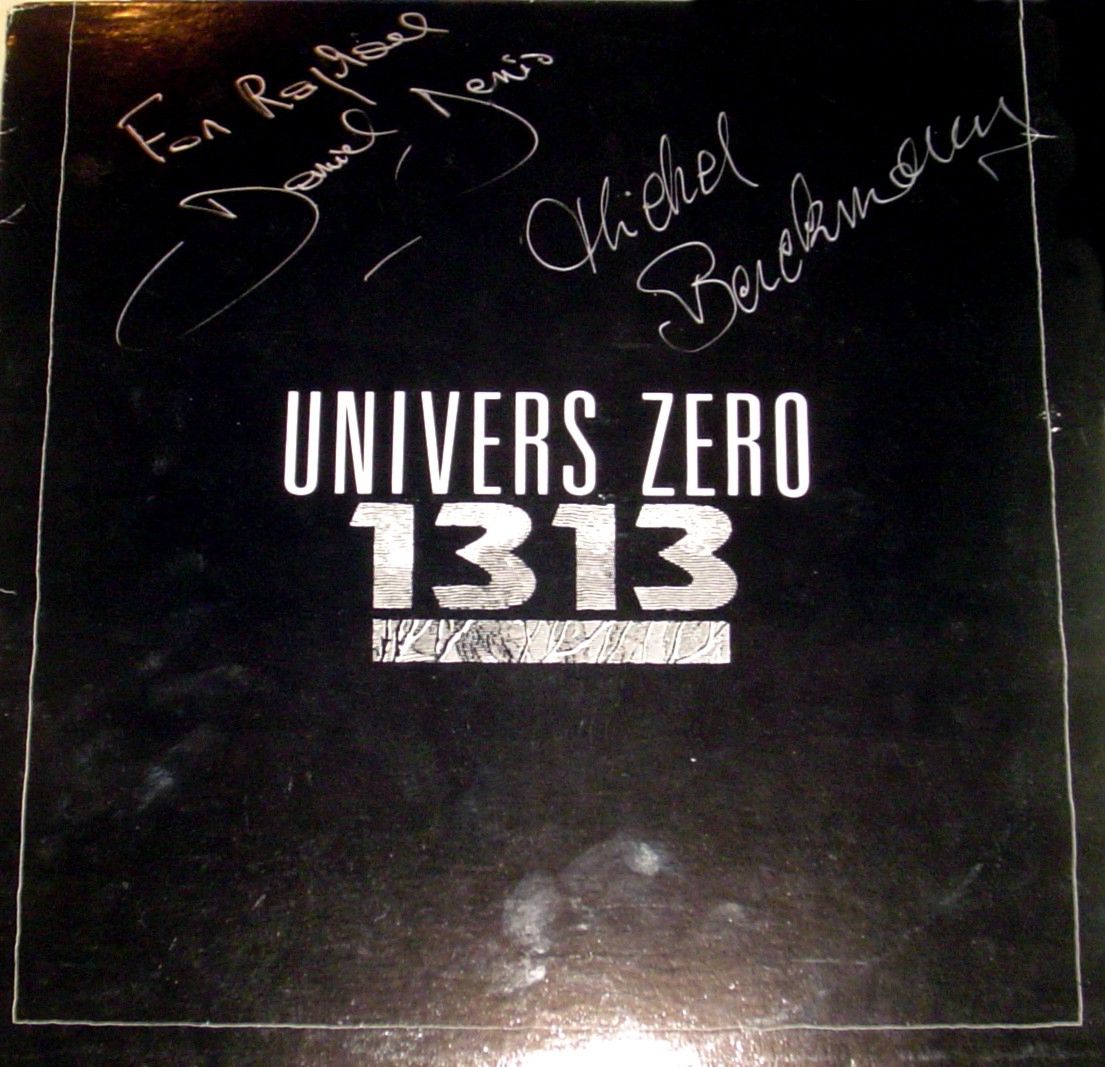 For Raphael
Daniel Denis
Michel
Berckmans
UNIVERS ZERO
1313